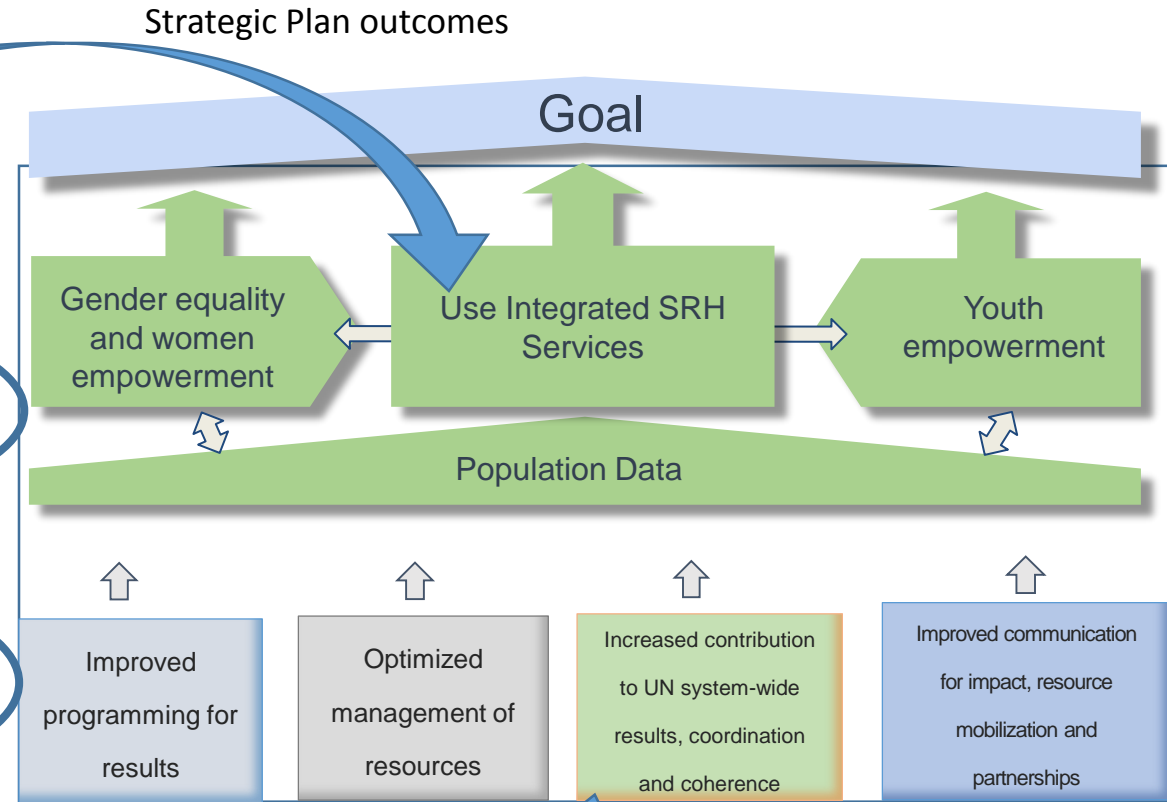 Strategic Plan outcomes
Goal
Gender equality
and women
empowerment
Use Integrated SRH
Services
Youth
empowerment
Population Data
Improved
programming for
results
Optimized
management of
resources
Increased contribution
to UN system-wide
results, coordination
and coherence
Improved communication
for impact, resource
mobilization and
partnerships